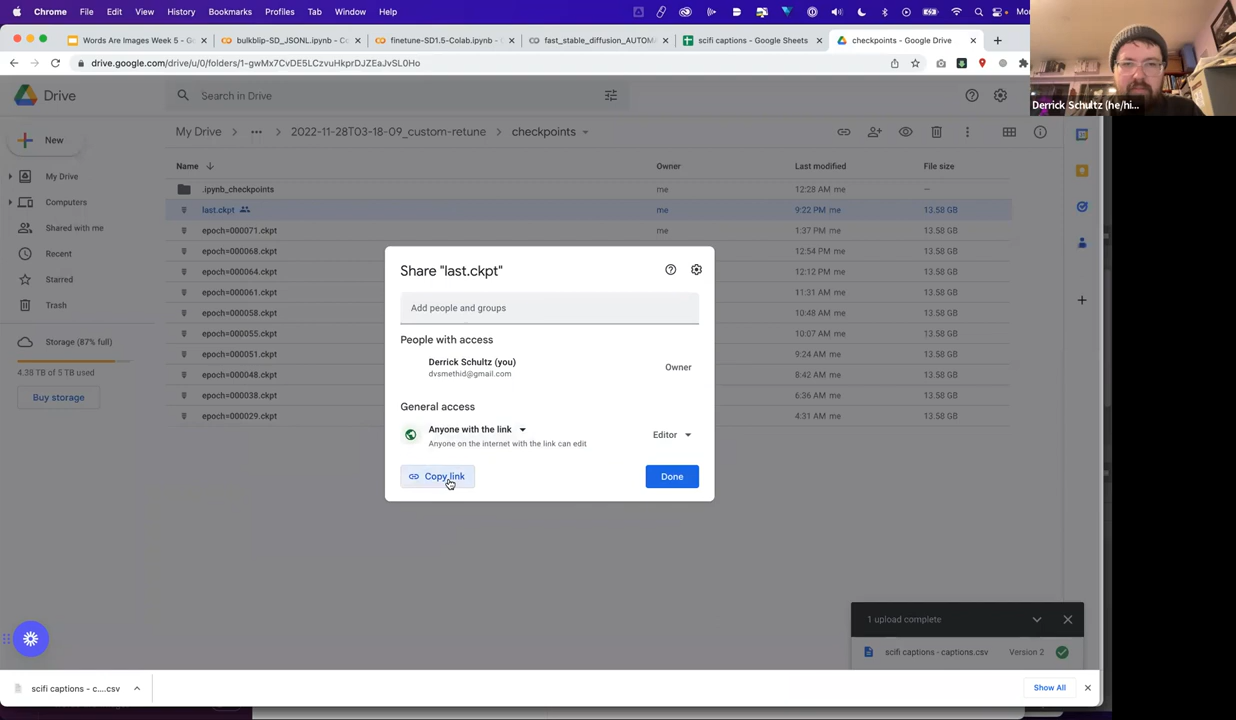 Chrome File Edit View History Bookmarks Profiles Tab Window Help
Words Are Images Week 5 - Go
bulkblip-SD_JSONL.ipynb - Co
finetune-SD1.5-Colab.ipynb - C
fast_stable_diffusion_AUTOMA
scifi captions - Google Sheets
checkpoints - Google Drive
drive.google.com/drive/u/0/folders/1-gwMx7CvDE5LCzvuHkprDJZEaJvSL0Ho
Derrick Schultz (he/hi...
Drive
Search in Drive
New
My Drive
Computers
Shared with me
Recent
Starred
Trash
Storage (87% full)
4.38 TB of 5 TB used
Buy storage
My Drive ... 2022-11-28T03-18-09_custom-retune checkpoints
Name Owner Last modified File size
.ipynb_checkpoints me 12:28 AM me —
last.ckpt me 9:22 PM me 13.58 GB
epoch=000071.ckpt me 1:37 PM me 13.58 GB
epoch=000068.ckpt 12:54 PM me 13.58 GB
epoch=000064.ckpt 12:12 PM me 13.58 GB
epoch=000061.ckpt 11:31 AM me 13.58 GB
epoch=000058.ckpt 10:48 AM me 13.58 GB
epoch=000055.ckpt 10:07 AM me 13.58 GB
epoch=000051.ckpt 9:24 AM me 13.58 GB
epoch=000048.ckpt 8:42 AM me 13.58 GB
epoch=000038.ckpt 6:36 AM me 13.58 GB
epoch=000029.ckpt 4:31 AM me 13.58 GB
Share "last.ckpt"
Add people and groups
People with access
Derrick Schultz (you)
dvsmethid@gmail.com
Owner
General access
Anyone with the link
Anyone on the internet with the link can edit
Editor
Copy link
Done
1 upload complete
scifi captions - captions.csv Version 2
scifi captions - c....csv
Show All